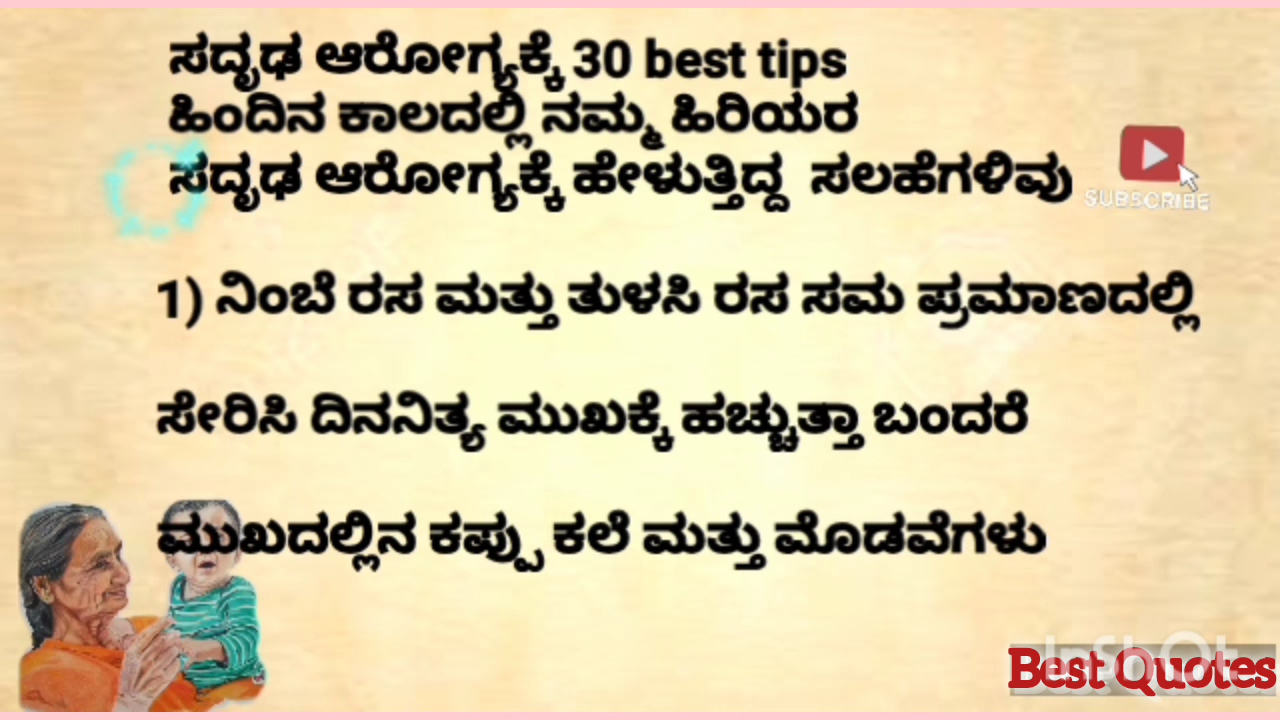 ಸದೃಢ ಆರೋಗ್ಯಕ್ಕೆ 30 best tips
ಹಿಂದಿನ ಕಾಲದಲ್ಲಿ ನಮ್ಮ ಹಿರಿಯರ
ಸದೃಢ ಆರೋಗ್ಯಕ್ಕೆ ಹೇಳುತ್ತಿದ್ದ ಸಲಹೆಗಳಿವು
SUBSCRIBE
1) ನಿಂಬೆ ರಸ ಮತ್ತು ತುಳಸಿ ರಸ ಸಮ ಪ್ರಮಾಣದಲ್ಲಿ
ಸೇರಿಸಿ ದಿನನಿತ್ಯ ಮುಖಕ್ಕೆ ಹಚ್ಚುತ್ತಾ ಬಂದರೆ
ಮುಖದಲ್ಲಿನ ಕಪ್ಪು ಕಲೆ ಮತ್ತು ಮೊಡವೆಗಳು
Best Quotes